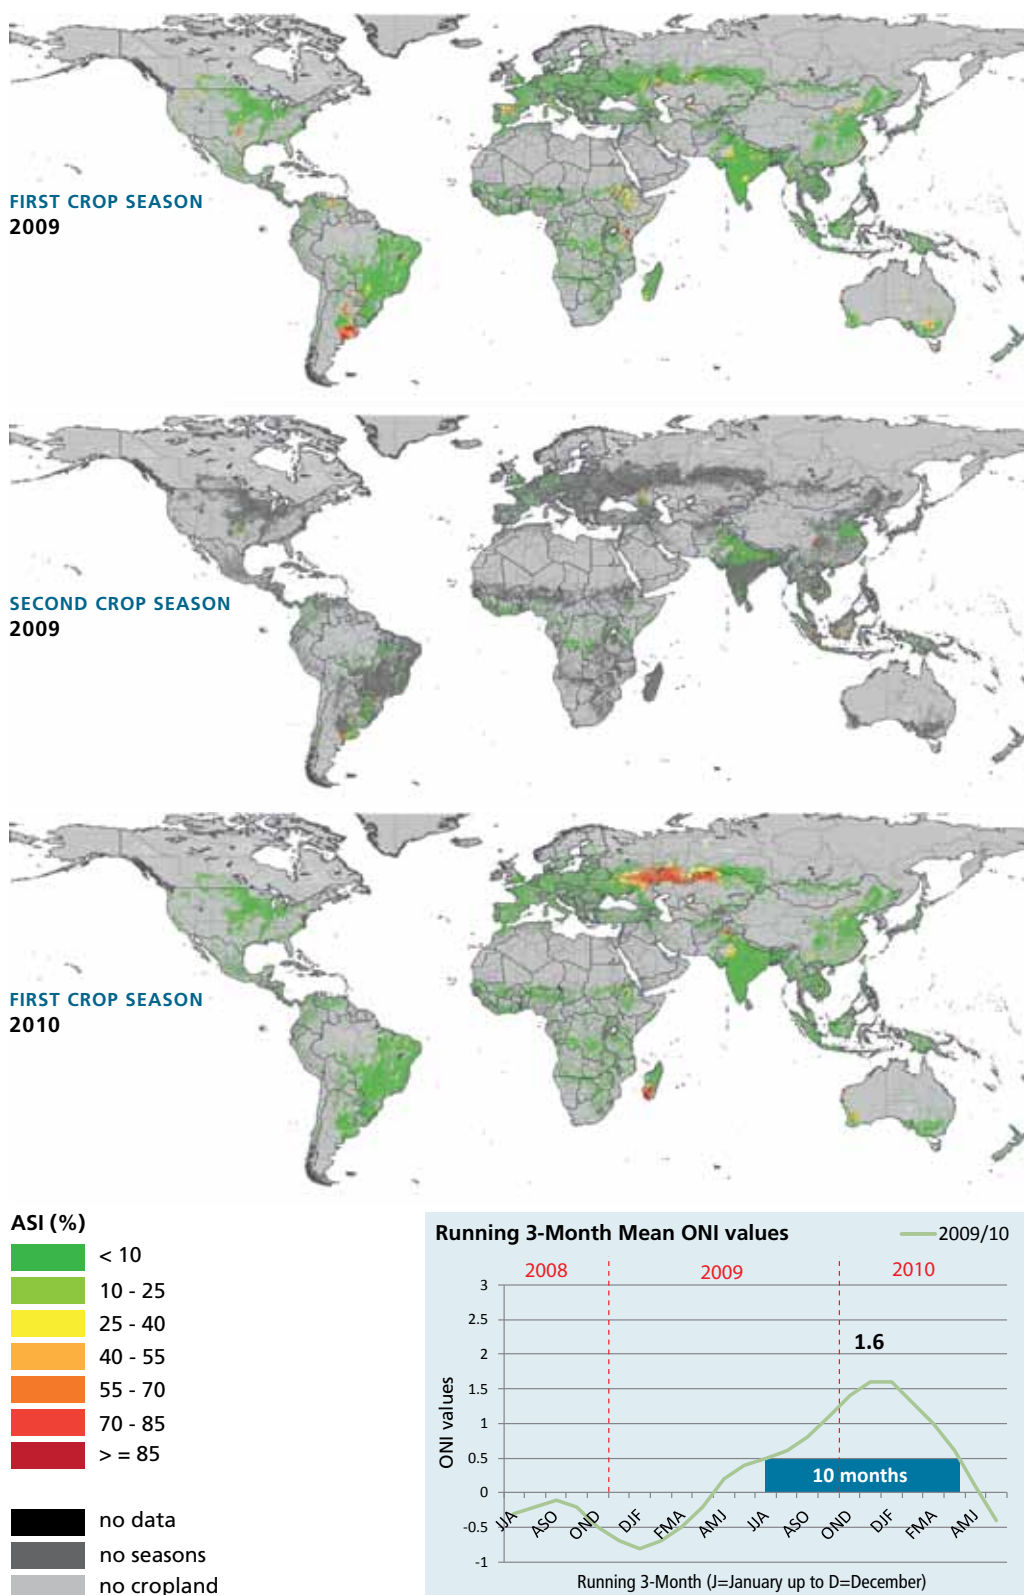 FIRST CROP SEASON
2009
SECOND CROP SEASON
2009
FIRST CROP SEASON
2010
ASI (%)
< 10
10 - 25
25 - 40
40 - 55
55 - 70
70 - 85
> = 85
no data
no seasons
no cropland
Running 3-Month Mean ONI values
2009/10
2008
2009
2010
3
2.5
2
1.5
1
0.5
0
-0.5
-1
ONI values
1.6
10 months
JJA
ASO
OND
DJF
FMA
AMJ
JJA
ASO
OND
DJF
FMA
AMJ
Running 3-Month (J=January up to D=December)